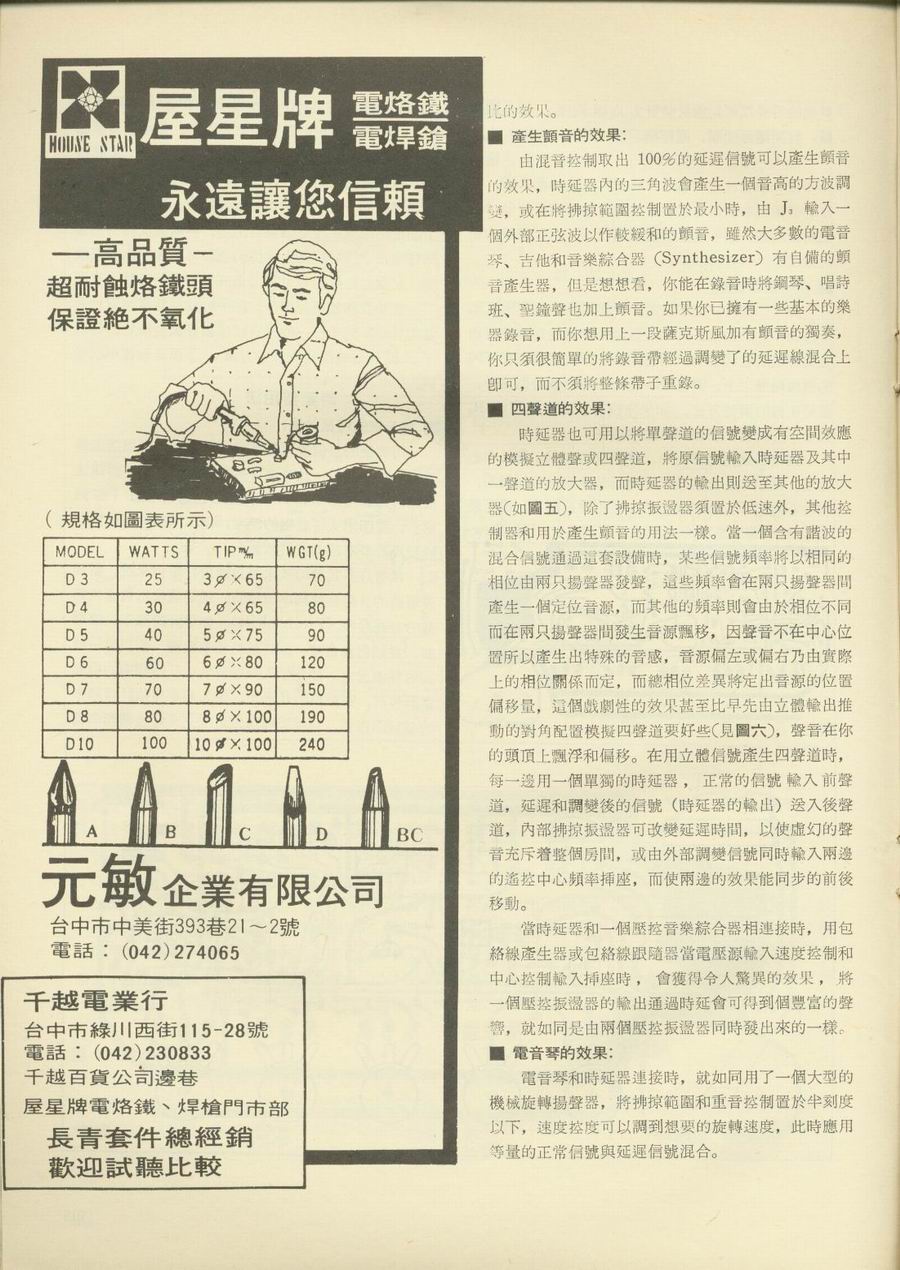 HOUSE STAR
屋星牌
電烙鐵
電焊鎗
永遠讓您信賴
—高品質—
超耐蝕烙鐵頭
保證絕不氧化
(規格如圖表所示)
MODEL WATTS TIP m/m WGT(g)
D3 25 3∅×65 70
D4 30 4∅×65 80
D5 40 5∅×75 90
D6 60 6∅×80 120
D7 70 7∅×90 150
D8 80 8∅×100 190
D10 100 10∅×100 240
A B C D BC
元敏企業有限公司
台中市中美街393巷21～2號
電話：(042)274065
千越電業行
台中市綠川西街115-28號
電話：(042)230833
千越百貨公司邊巷
屋星牌電烙鐵、焊槍門市部
長青套件總經銷
歡迎試聽比較
比的效果。
■ 產生顫音的效果：
由混音控制取出 100%的延遲信號可以產生顫音
的效果，時延器內的三角波會產生一個音高的方波調
變，或在將拂掠範圍控制置於最小時，由 J₃ 輸入一
個外部正弦波以作較緩和的顫音，雖然大多數的電音
琴、吉他和音樂綜合器（Synthesizer）有自備的顫
音產生器，但是想想看，你能在錄音時將鋼琴、唱詩
班、聖鐘聲也加上顫音。如果你已擁有一些基本的樂
器錄音，而你想用上一段薩克斯風加有顫音的獨奏，
你只須很簡單的將錄音帶經過調變了的延遲線混合上
卽可，而不須將整條帶子重錄。
■ 四聲道的效果：
時延器也可用以將單聲道的信號變成有空間效應
的模擬立體聲或四聲道，將原信號輸入時延器及其中
一聲道的放大器，而時延器的輸出則送至其他的放大
器(如圖五)，除了拂掠振盪器須置於低速外，其他控
制器和用於產生顫音的用法一樣。當一個含有諧波的
混合信號通過這套設備時，某些信號頻率將以相同的
相位由兩只揚聲器發聲，這些頻率會在兩只揚聲器間
產生一個定位音源，而其他的頻率則會由於相位不同
而在兩只揚聲器間發生音源飄移，因聲音不在中心位
置所以產生出特殊的音感，音源偏左或偏右乃由實際
上的相位關係而定，而總相位差異將定出音源的位置
偏移量，這個戲劇性的效果甚至比早先由立體輸出推
動的對角配置模擬四聲道要好些(見圖六)，聲音在你
的頭頂上飄浮和偏移。在用立體信號產生四聲道時，
每一邊用一個單獨的時延器，正常的信號輸入前聲
道，延遲和調變後的信號（時延器的輸出）送入後聲
道，內部拂掠振盪器可改變延遲時間，以使虛幻的聲
音充斥着整個房間，或由外部調變信號同時輸入兩邊
的遙控中心頻率挿座，而使兩邊的效果能同步的前後
移動。
當時延器和一個壓控音樂綜合器相連接時，用包
絡線產生器或包絡線跟隨器當電壓源輸入速度控制和
中心控制輸入挿座時，會獲得令人驚異的效果，將
一個壓控振盪器的輸出通過時延會可得到個豐富的聲
響，就如同是由兩個壓控振盪器同時發出來的一樣。
■ 電音琴的效果：
電音琴和時延器連接時，就如同用了一個大型的
機械旋轉揚聲器，將拂掠範圍和重音控制置於半刻度
以下，速度控度可以調到想要的旋轉速度，此時應用
等量的正常信號與延遲信號混合。